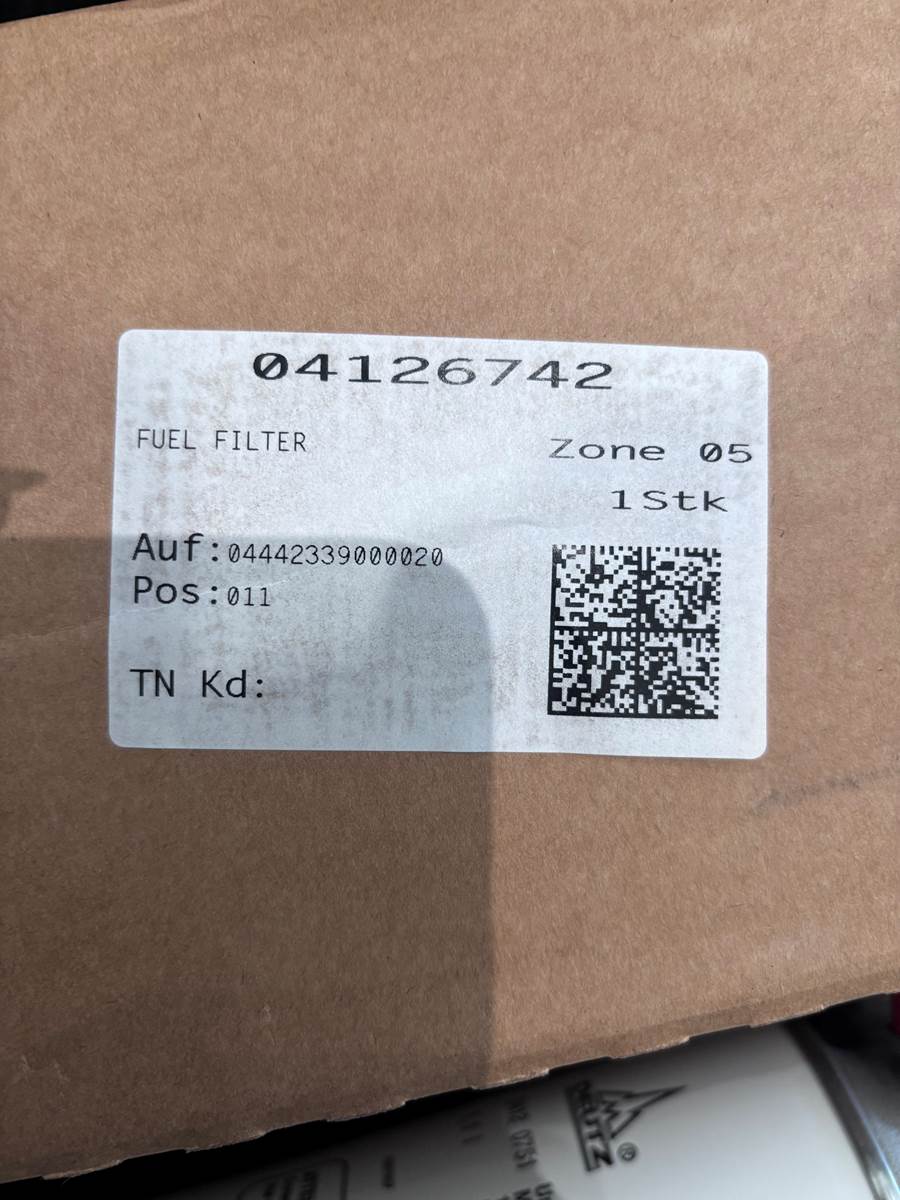 04126742
FUEL FILTER
Zone 05
1Stk
Auf:04442339000020
Pos:011
TN Kd:
DEUTZ®